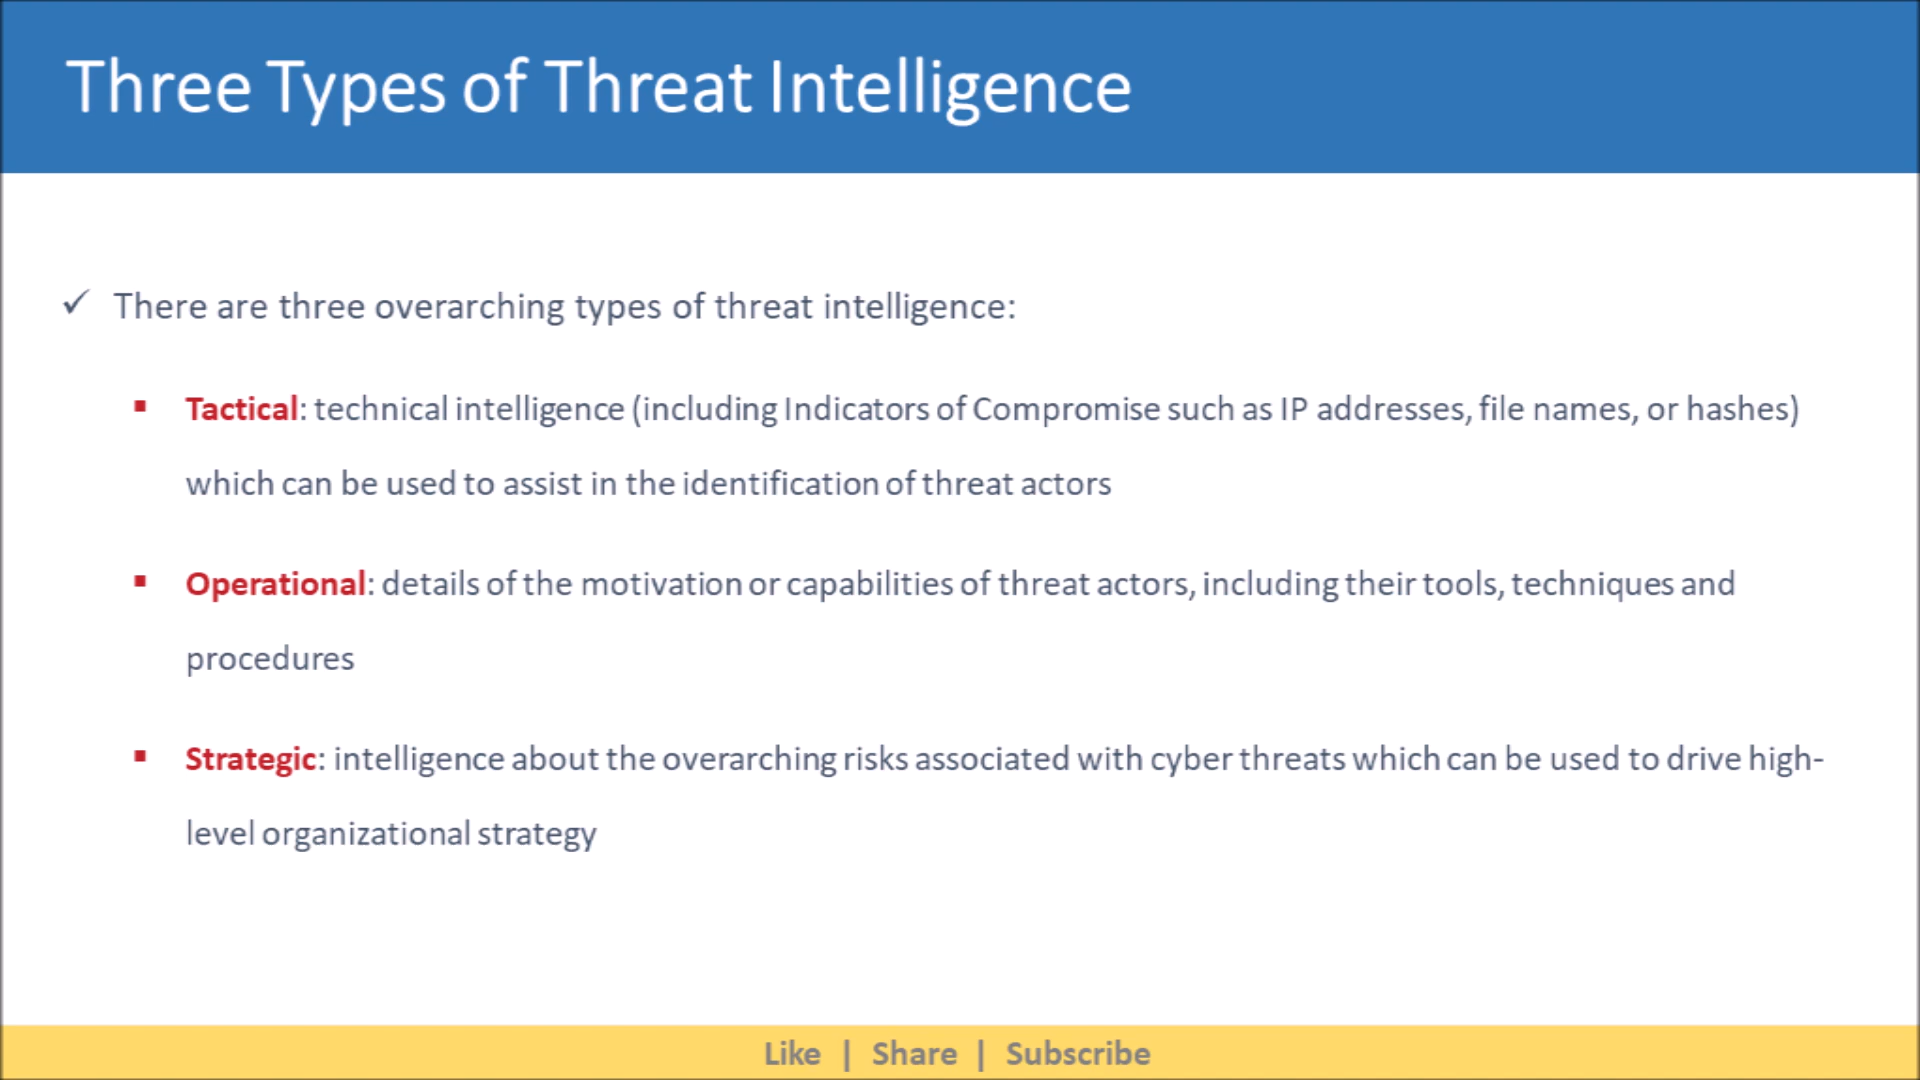 Three Types of Threat Intelligence
✓ There are three overarching types of threat intelligence:
▪ Tactical: technical intelligence (including Indicators of Compromise such as IP addresses, file names, or hashes)
which can be used to assist in the identification of threat actors
▪ Operational: details of the motivation or capabilities of threat actors, including their tools, techniques and
procedures
▪ Strategic: intelligence about the overarching risks associated with cyber threats which can be used to drive high-
level organizational strategy
Like | Share | Subscribe